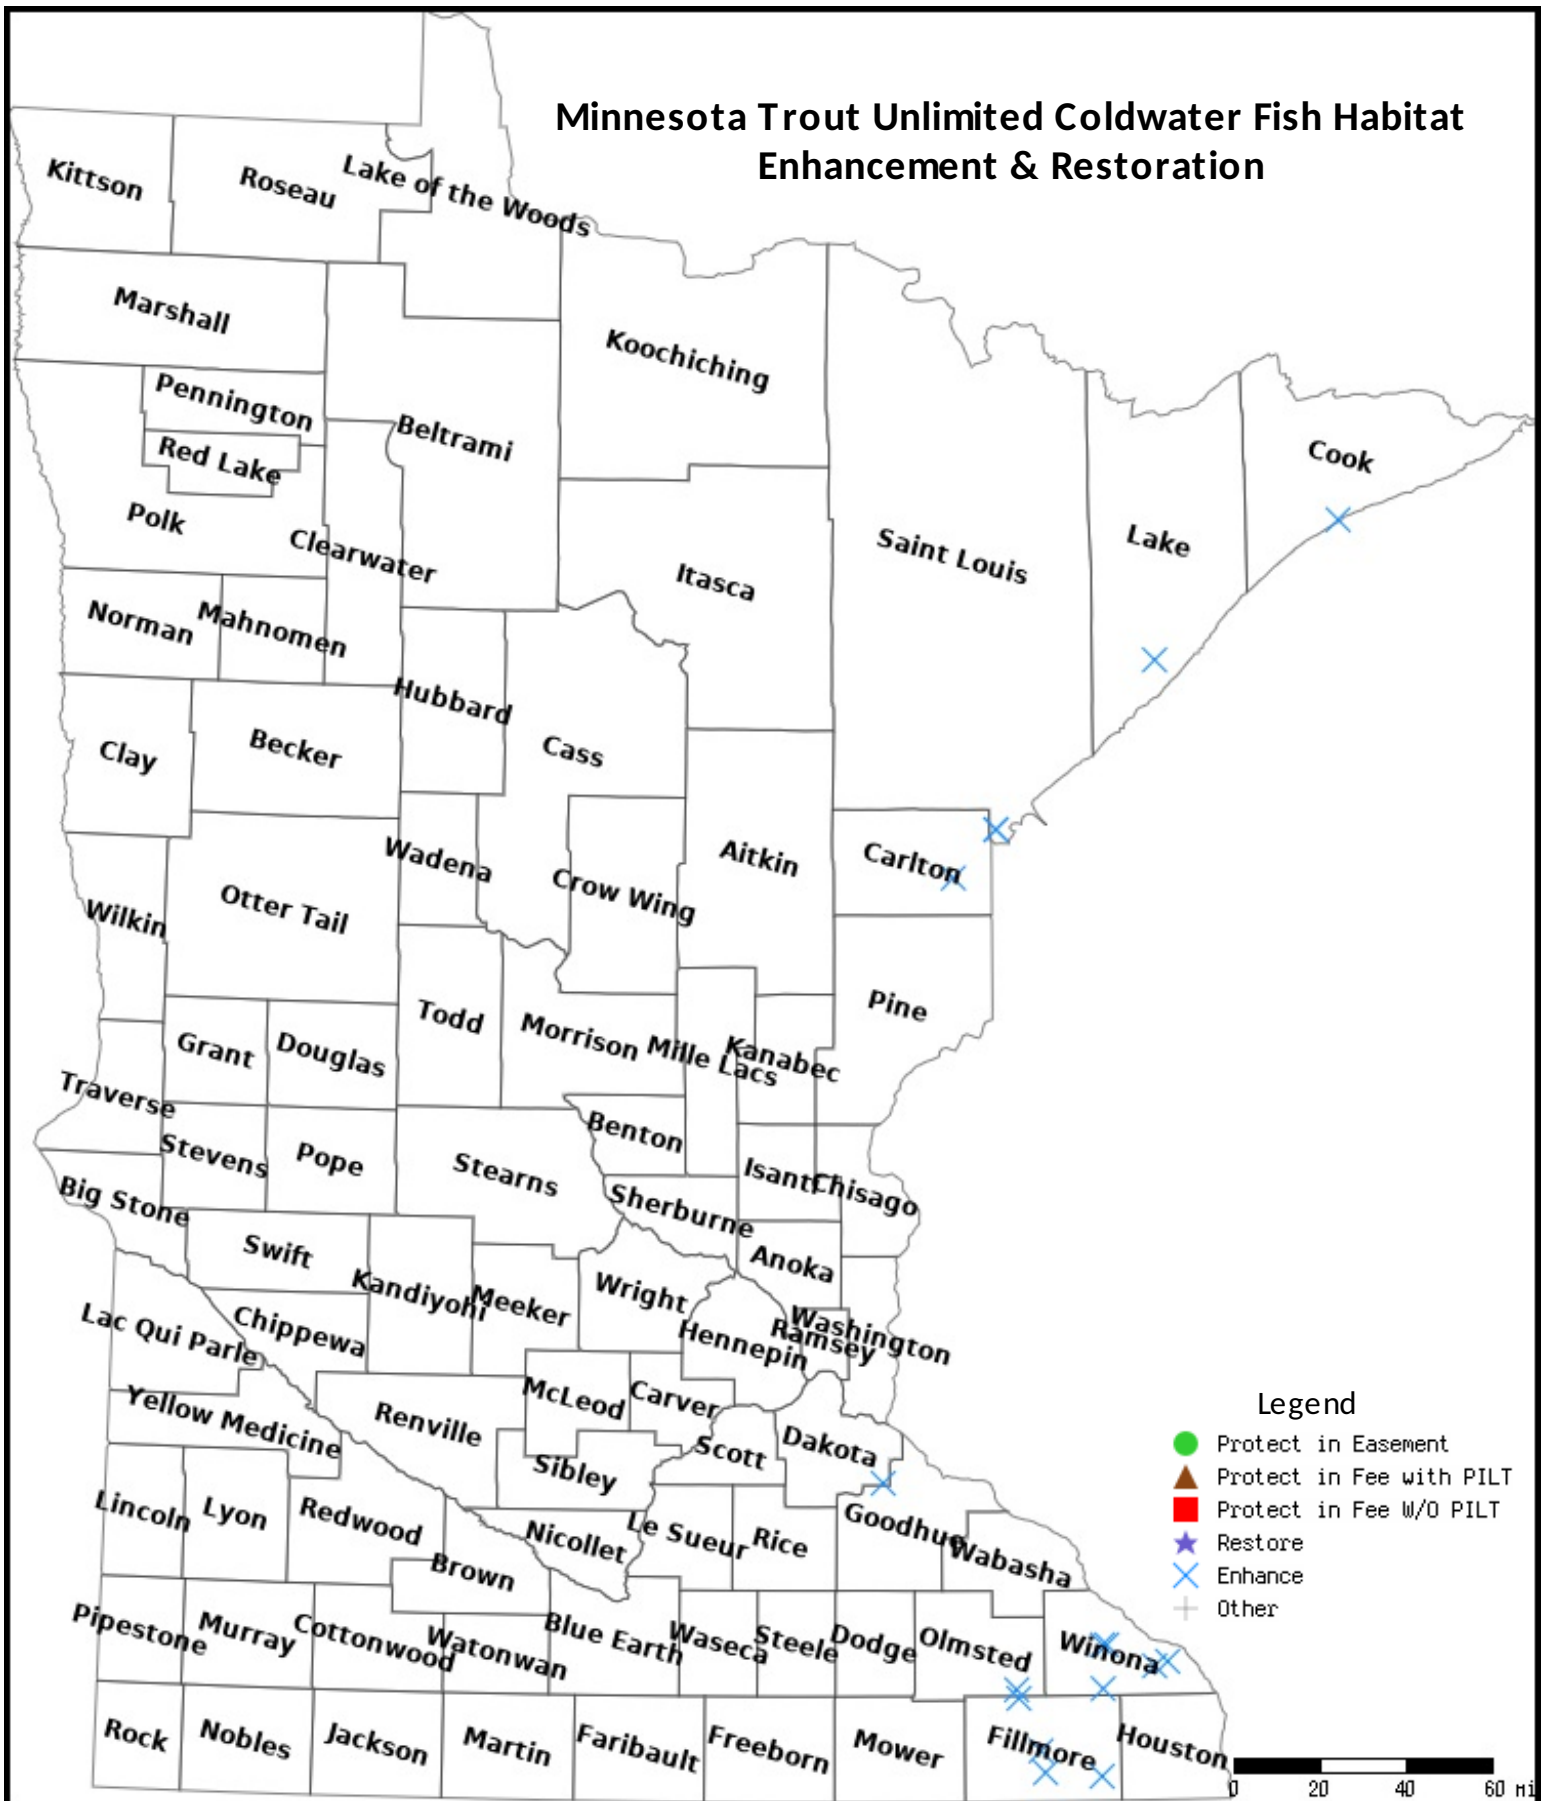 Minnesota Trout Unlimited Coldwater Fish Habitat
Enhancement & Restoration
Kittson
Roseau
Lake of the Woods
Marshall
Koochiching
Pennington
Beltrami
Red Lake
Cook
Polk
Clearwater
Saint Louis
Lake
Itasca
Norman
Mahnomen
Hubbard
Clay
Becker
Cass
Wadena
Aitkin
Carlton
Crow Wing
Otter Tail
Wilkin
Pine
Todd
Morrison
Mille Lacs
Kanabec
Grant
Douglas
Traverse
Benton
Stevens
Pope
Stearns
Isanti
Chisago
Big Stone
Sherburne
Swift
Anoka
Kandiyohi
Meeker
Wright
Lac Qui Parle
Chippewa
Hennepin
Ramsey
Washington
McLeod
Carver
Yellow Medicine
Renville
Scott
Dakota
Sibley
Lincoln
Lyon
Redwood
Nicollet
Le Sueur
Rice
Goodhue
Wabasha
Brown
Pipestone
Murray
Cottonwood
Watonwan
Blue Earth
Waseca
Steele
Dodge
Olmsted
Winona
Rock
Nobles
Jackson
Martin
Faribault
Freeborn
Mower
Fillmore
Houston
Legend
Protect in Easement
Protect in Fee with PILT
Protect in Fee W/O PILT
Restore
Enhance
Other
0 20 40 60 mi